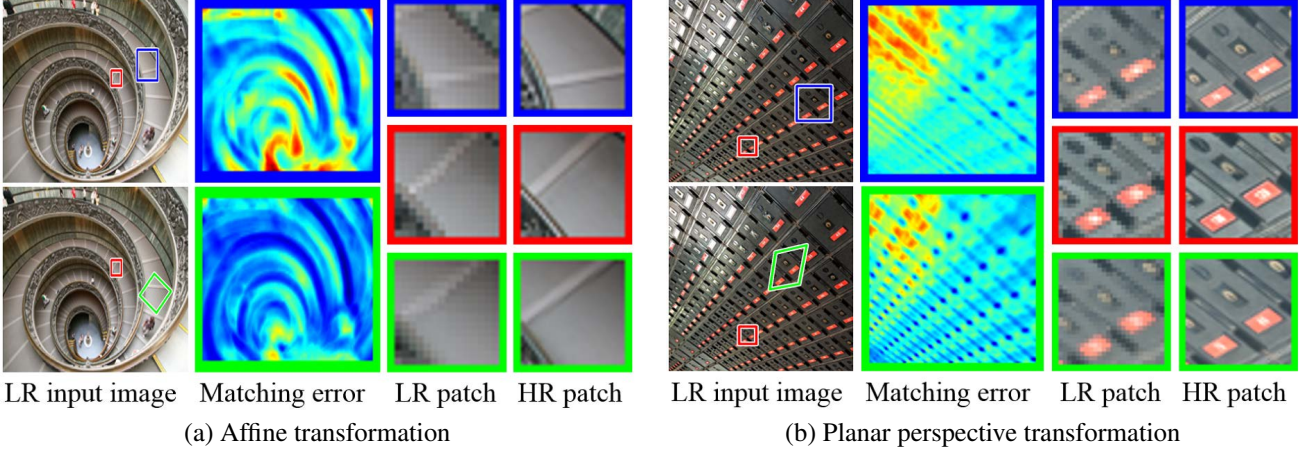 LR input image Matching error LR patch HR patch
LR input image Matching error LR patch HR patch
(a) Affine transformation
(b) Planar perspective transformation